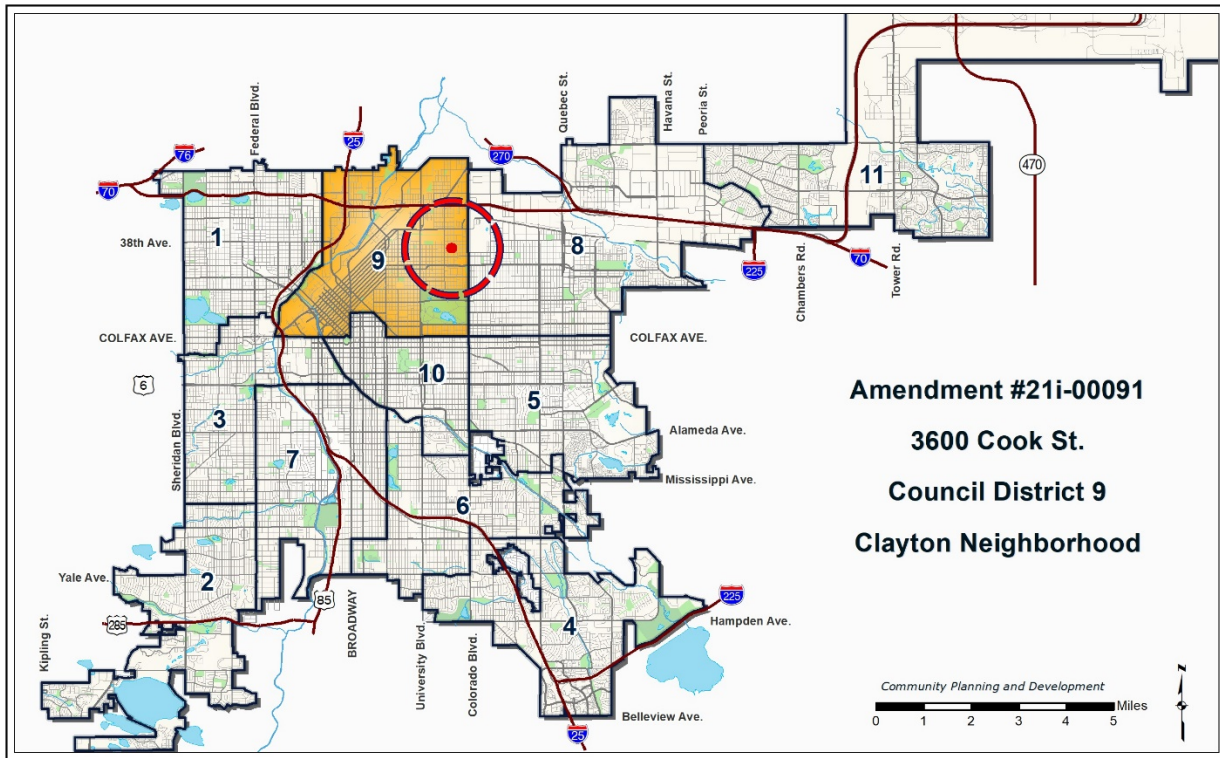 Federal Blvd.
Quebec St.
Havana St.
Peoria St.
76
25
270
70
470
11
1
38th Ave.
9
8
225
70
Chambers Rd.
Tower Rd.
COLFAX AVE.
COLFAX AVE.
6
10
5
3
Sheridan Blvd.
7
Alameda Ave.
Mississippi Ave.
6
Yale Ave.
2
85
285
BROADWAY
University Blvd.
Colorado Blvd.
4
225
Hampden Ave.
Kipling St.
Belleview Ave.
25
Amendment #21i-00091
3600 Cook St.
Council District 9
Clayton Neighborhood
Community Planning and Development
Miles
0 1 2 3 4 5
N